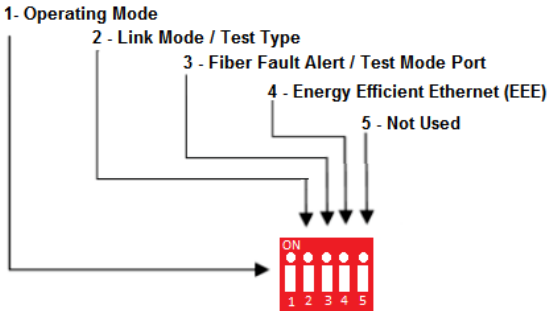 1- Operating Mode
2 - Link Mode / Test Type
3 - Fiber Fault Alert / Test Mode Port
4 - Energy Efficient Ethernet (EEE)
5 - Not Used
ON
1 2 3 4 5